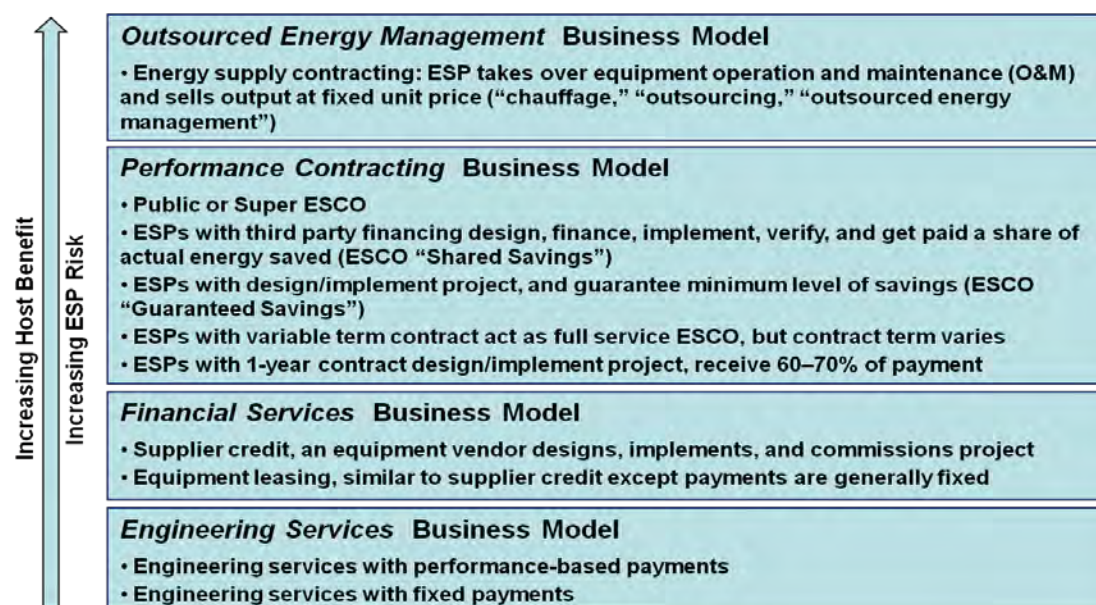 Increasing Host Benefit
Increasing ESP Risk
Outsourced Energy Management Business Model
• Energy supply contracting: ESP takes over equipment operation and maintenance (O&M)
and sells output at fixed unit price (“chauffage,” “outsourcing,” “outsourced energy
management”)
Performance Contracting Business Model
• Public or Super ESCO
• ESPs with third party financing design, finance, implement, verify, and get paid a share of
actual energy saved (ESCO “Shared Savings”)
• ESPs with design/implement project, and guarantee minimum level of savings (ESCO
“Guaranteed Savings”)
• ESPs with variable term contract act as full service ESCO, but contract term varies
• ESPs with 1-year contract design/implement project, receive 60–70% of payment
Financial Services Business Model
• Supplier credit, an equipment vendor designs, implements, and commissions project
• Equipment leasing, similar to supplier credit except payments are generally fixed
Engineering Services Business Model
• Engineering services with performance-based payments
• Engineering services with fixed payments